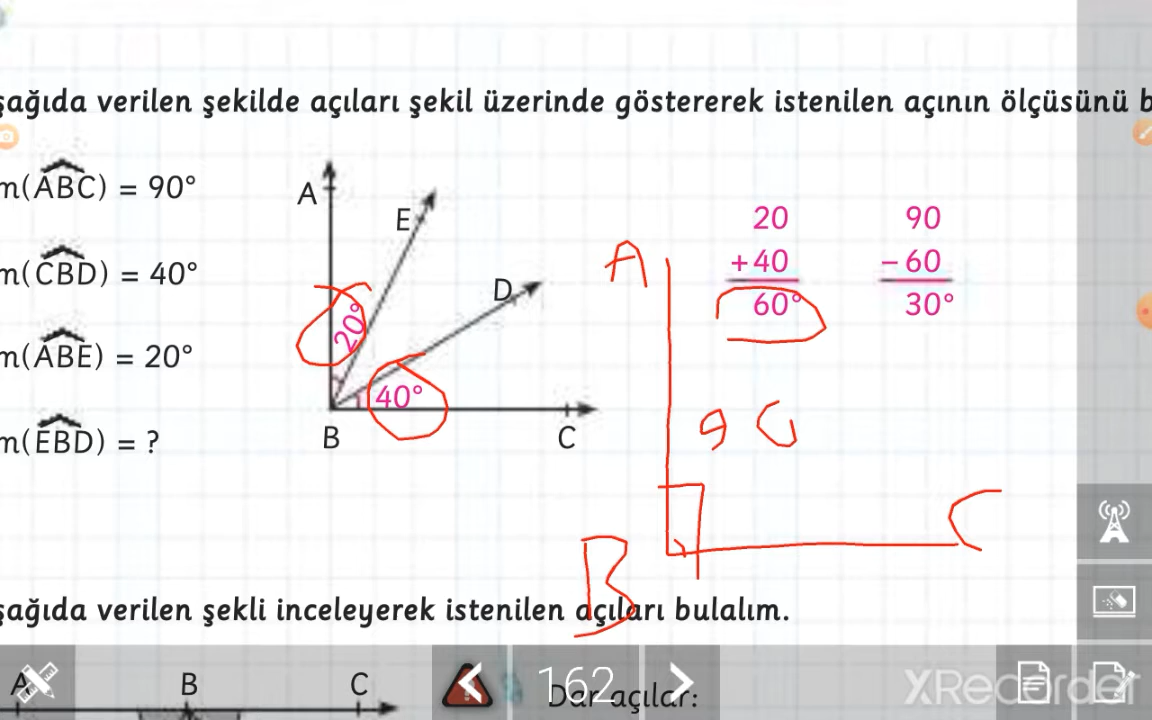 şağıda verilen şekilde açıları şekil üzerinde göstererek istenilen açının ölçüsünü b
m(ABC) = 90°
m(CBD) = 40°
m(ABE) = 20°
m(EBD) = ?
A
E
D
20°
40°
B
C
20
+40
60°
90
-60
30°
A
90
B
C
şağıda verilen şekli inceleyerek istenilen açıları bulalım.
A
B
C
162
Dar açılar:
XRecorder